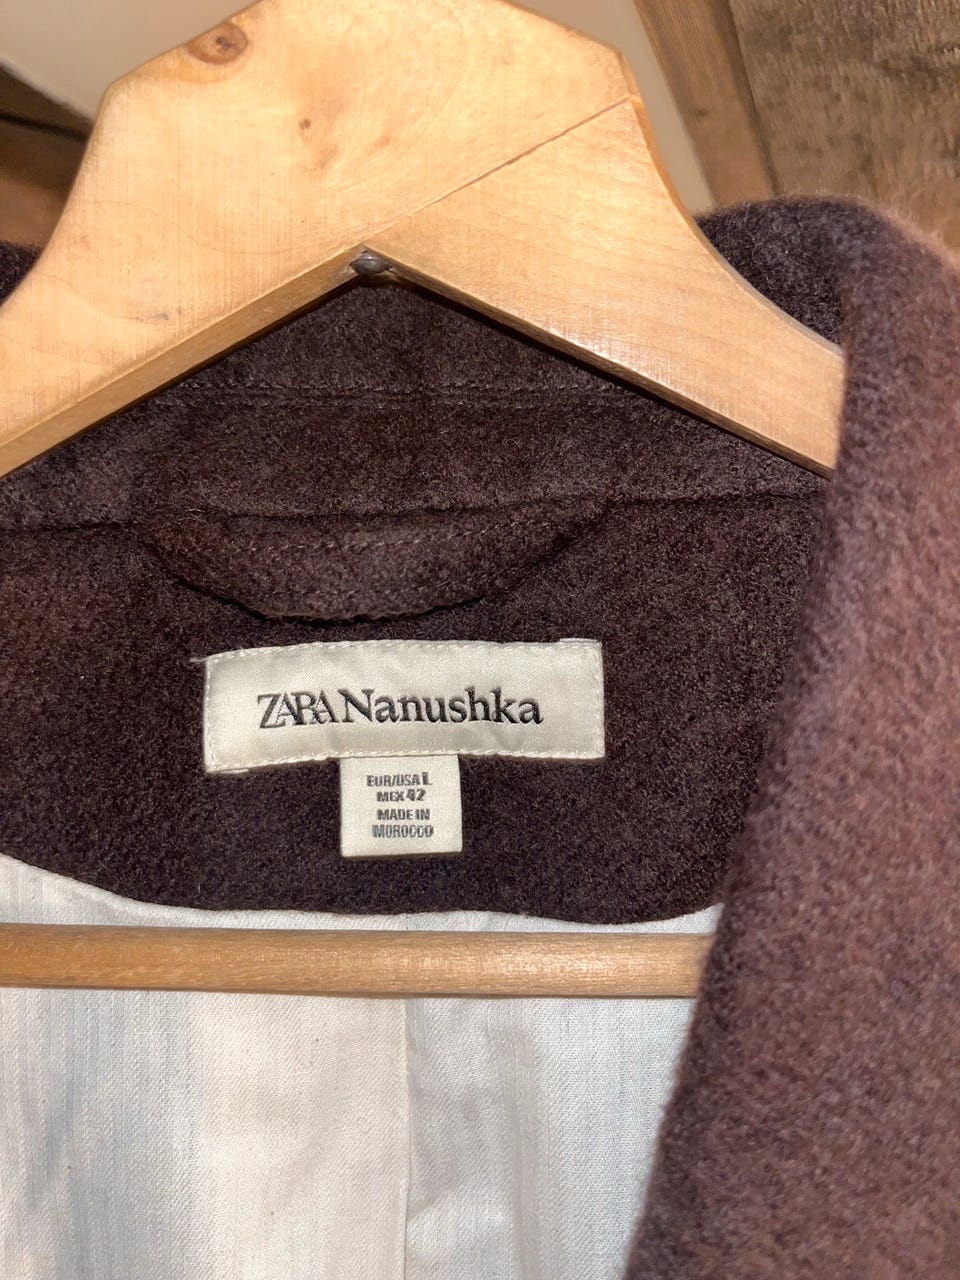 ZARA Nanushka
EUR/USA L
MEX 42
MADE IN
MOROCCO